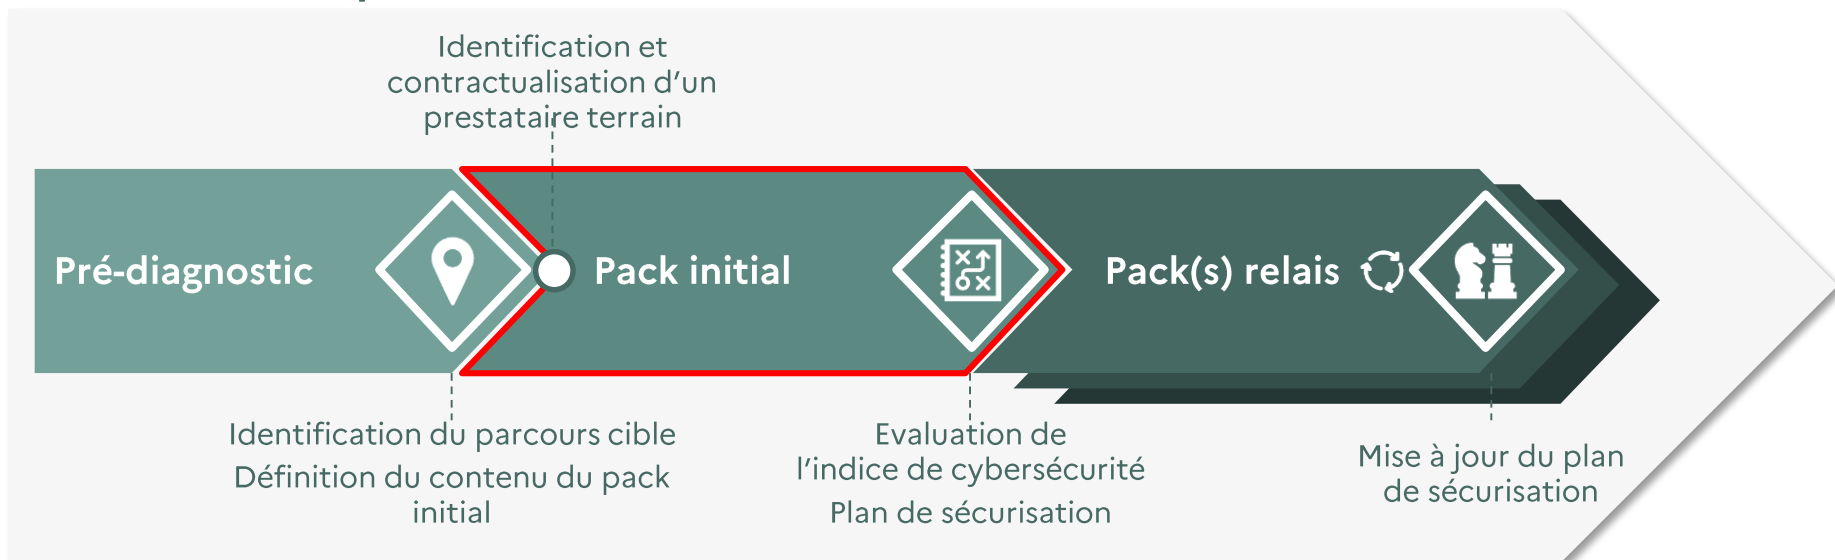 Identification et
contractualisation d'un
prestataire terrain
Pré-diagnostic
Pack initial
Pack(s) relais
Identification du parcours cible
Définition du contenu du pack
initial
Evaluation de
l'indice de cybersécurité
Plan de sécurisation
Mise à jour du plan
de sécurisation